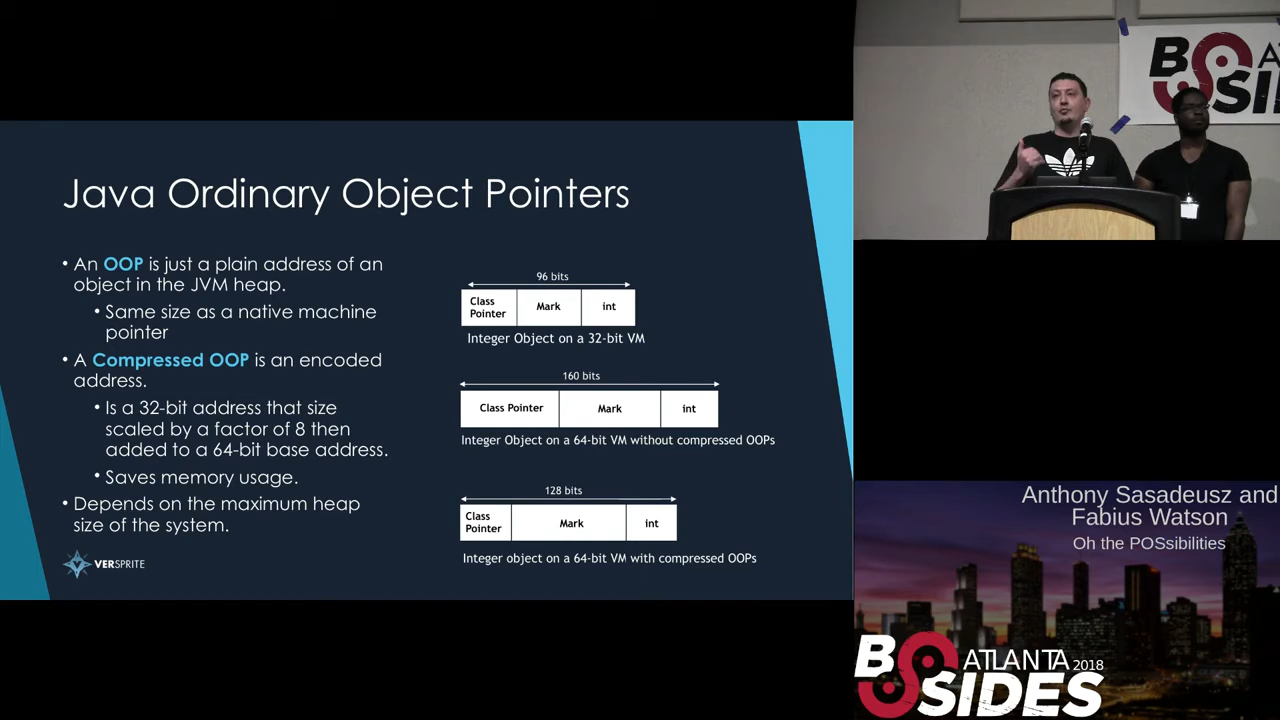 Java Ordinary Object Pointers
• An OOP is just a plain address of an
object in the JVM heap.
• Same size as a native machine
pointer
• A Compressed OOP is an encoded
address.
• Is a 32-bit address that size
scaled by a factor of 8 then
added to a 64-bit base address.
• Saves memory usage.
• Depends on the maximum heap
size of the system.
VERSPRITE
96 bits
Class
Pointer
Mark
int
Integer Object on a 32-bit VM
160 bits
Class Pointer
Mark
int
Integer Object on a 64-bit VM without compressed OOPs
128 bits
Class
Pointer
Mark
int
Integer object on a 64-bit VM with compressed OOPs
Anthony Sasadeusz and
Fabius Watson
Oh the POSsibilities
B ATLANTA 2018
SIDES